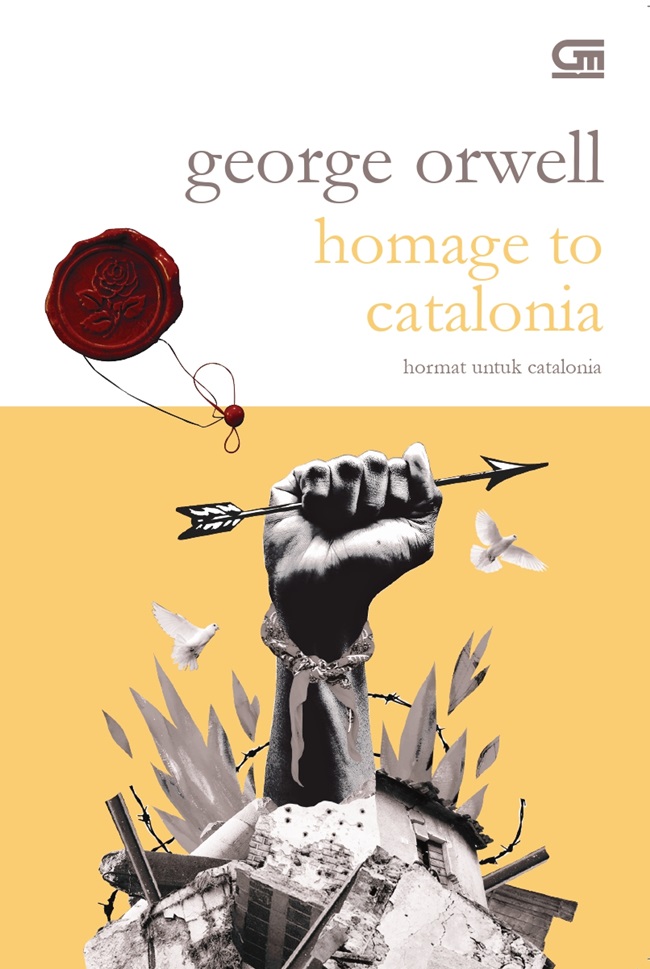 GM
george orwell
homage to
catalonia
hormat untuk catalonia